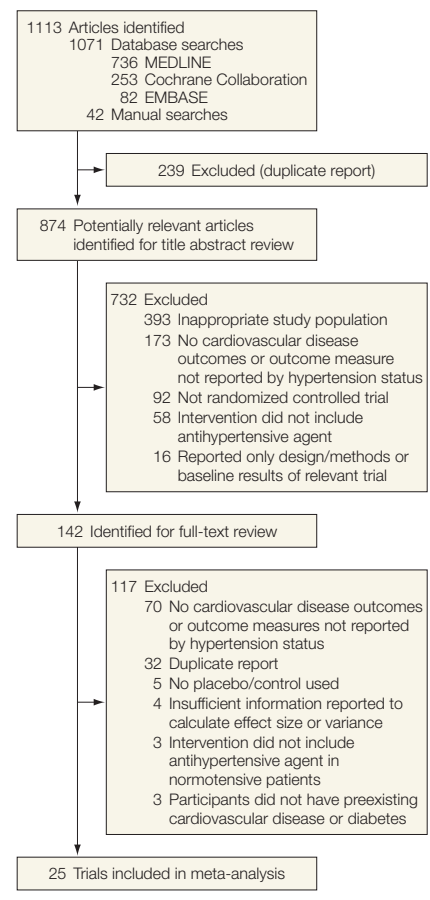 1113 Articles identified
1071 Database searches
736 MEDLINE
253 Cochrane Collaboration
82 EMBASE
42 Manual searches
239 Excluded (duplicate report)
874 Potentially relevant articles
identified for title abstract review
732 Excluded
393 Inappropriate study population
173 No cardiovascular disease
outcomes or outcome measure
not reported by hypertension status
92 Not randomized controlled trial
58 Intervention did not include
antihypertensive agent
16 Reported only design/methods or
baseline results of relevant trial
142 Identified for full-text review
117 Excluded
70 No cardiovascular disease outcomes
or outcome measures not reported
by hypertension status
32 Duplicate report
5 No placebo/control used
4 Insufficient information reported to
calculate effect size or variance
3 Intervention did not include
antihypertensive agent in
normotensive patients
3 Participants did not have preexisting
cardiovascular disease or diabetes
25 Trials included in meta-analysis